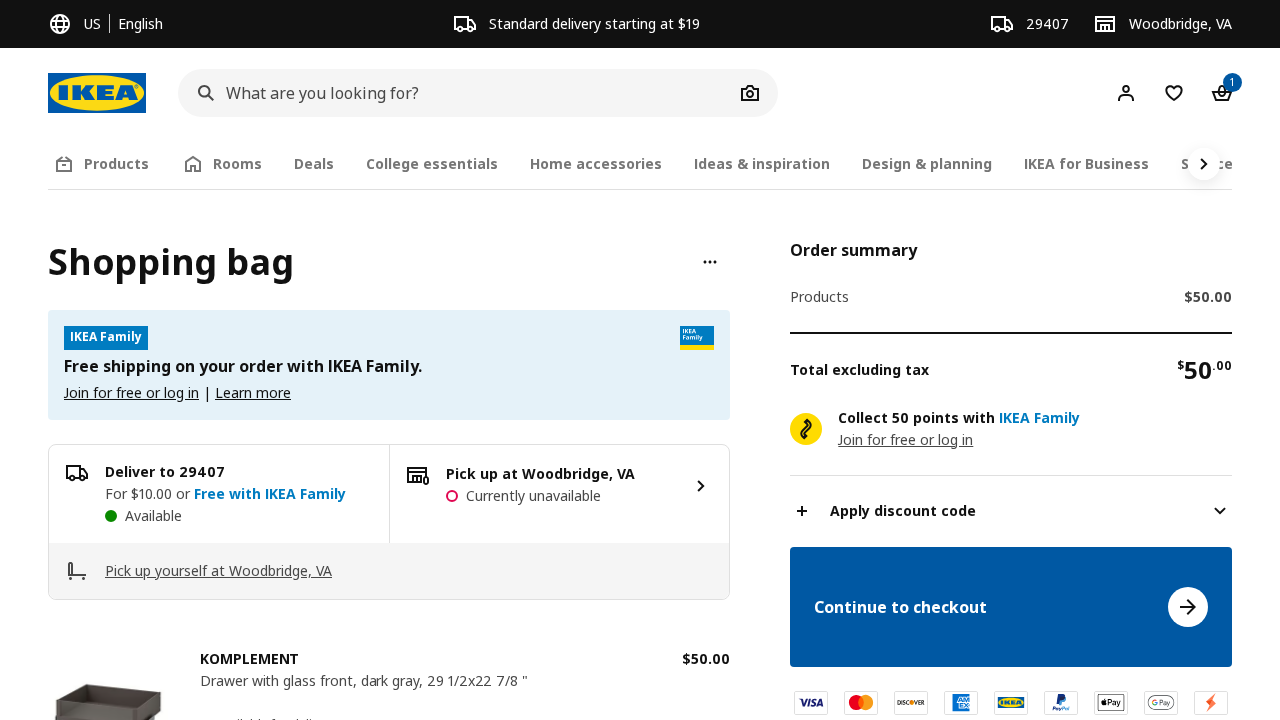 US English
Standard delivery starting at $19
29407
Woodbridge, VA
IKEA
What are you looking for?
1
Products
Rooms
Deals
College essentials
Home accessories
Ideas & inspiration
Design & planning
IKEA for Business
Shopping bag
IKEA Family
IKEA
Family
Free shipping on your order with IKEA Family.
Join for free or log in | Learn more
Deliver to 29407
For $10.00 or Free with IKEA Family
Available
Pick up at Woodbridge, VA
Currently unavailable
Pick up yourself at Woodbridge, VA
KOMPLEMENT
$50.00
Drawer with glass front, dark gray, 29 1/2x22 7/8 "
Order summary
Products
$50.00
Total excluding tax
$50.00
Collect 50 points with IKEA Family
Join for free or log in
Apply discount code
Continue to checkout
VISA
DISCOVER
AMEX
IKEA
PayPal
Pay
G Pay